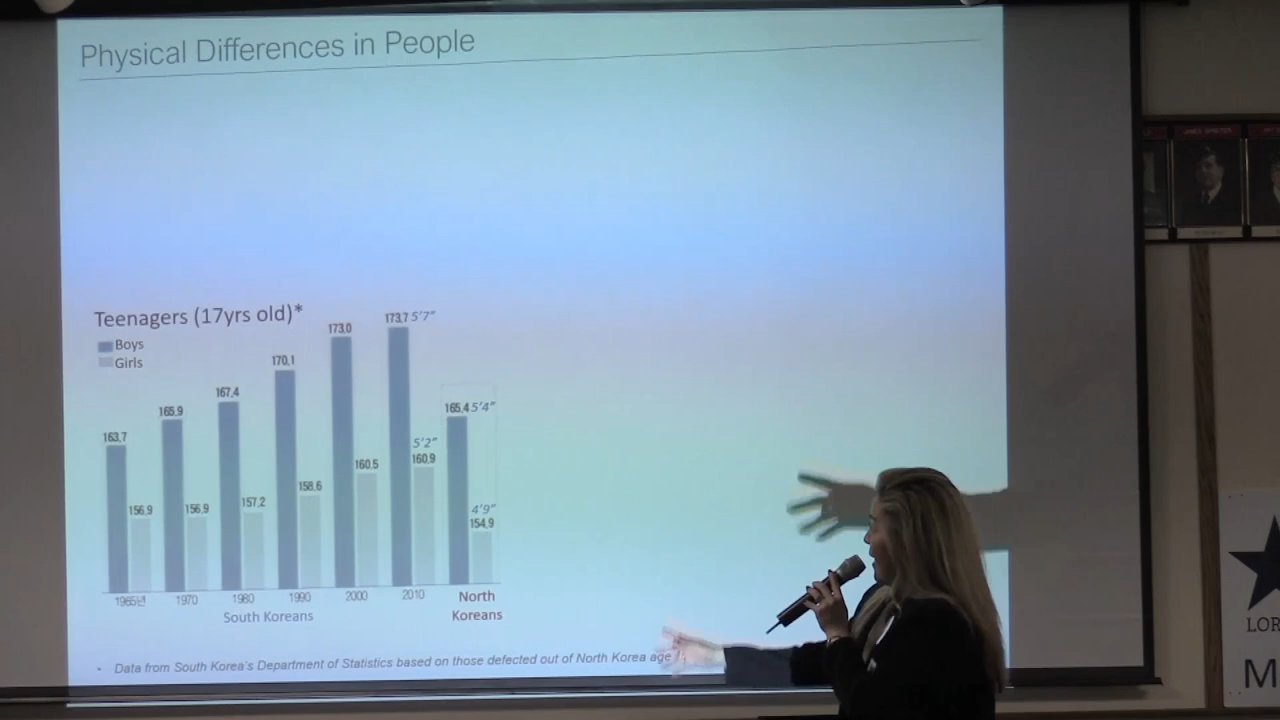 Physical Differences in People
Teenagers (17yrs old)*
Boys
Girls
163,7
156,9
165,9
156,9
167,4
157,2
170,1
158,6
173,0
160,5
173,7 5'7"
5'2"
160,9
165,4 5'4"
4'9"
154,9
1965년 1970 1980 1990 2000 2010
South Koreans
North
Koreans
• Data from South Korea's Department of Statistics based on those defected out of North Korea age
LOR
M